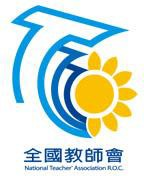 全國教師會
National Teacher' Association R.O.C.